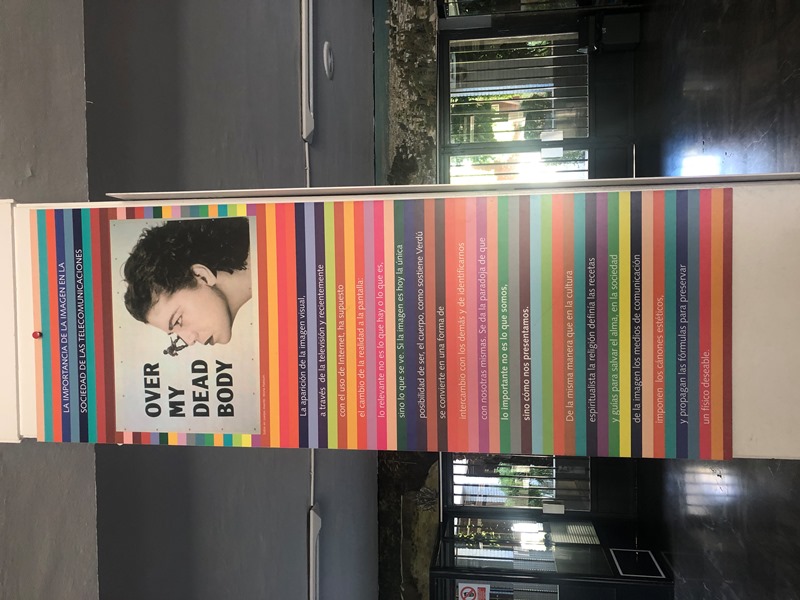 LA IMPORTANCIA DE LA IMAGEN EN LA
SOCIEDAD DE LAS TELECOMUNICACIONES
OVER
MY
DEAD
BODY
La aparición de la imagen visual,
a través de la televisión y recientemente
con el uso de Internet, ha supuesto
el cambio de la realidad a la pantalla:
lo relevante no es lo que hay o lo que es,
sino lo que se ve. Si la imagen es hoy la única
posibilidad de ser, el cuerpo, como sostiene Verdú
se convierte en una forma de
intercambio con los demás y de identificarnos
con nosotras mismas. Se da la paradoja de que
lo importante no es lo que somos,
sino cómo nos presentamos.
De la misma manera que en la cultura
espiritualista la religión definía las recetas
y guías para salvar el alma, en la sociedad
de la imagen los medios de comunicación
imponen los cánones estéticos,
y propagan las fórmulas para preservar
un físico deseable.